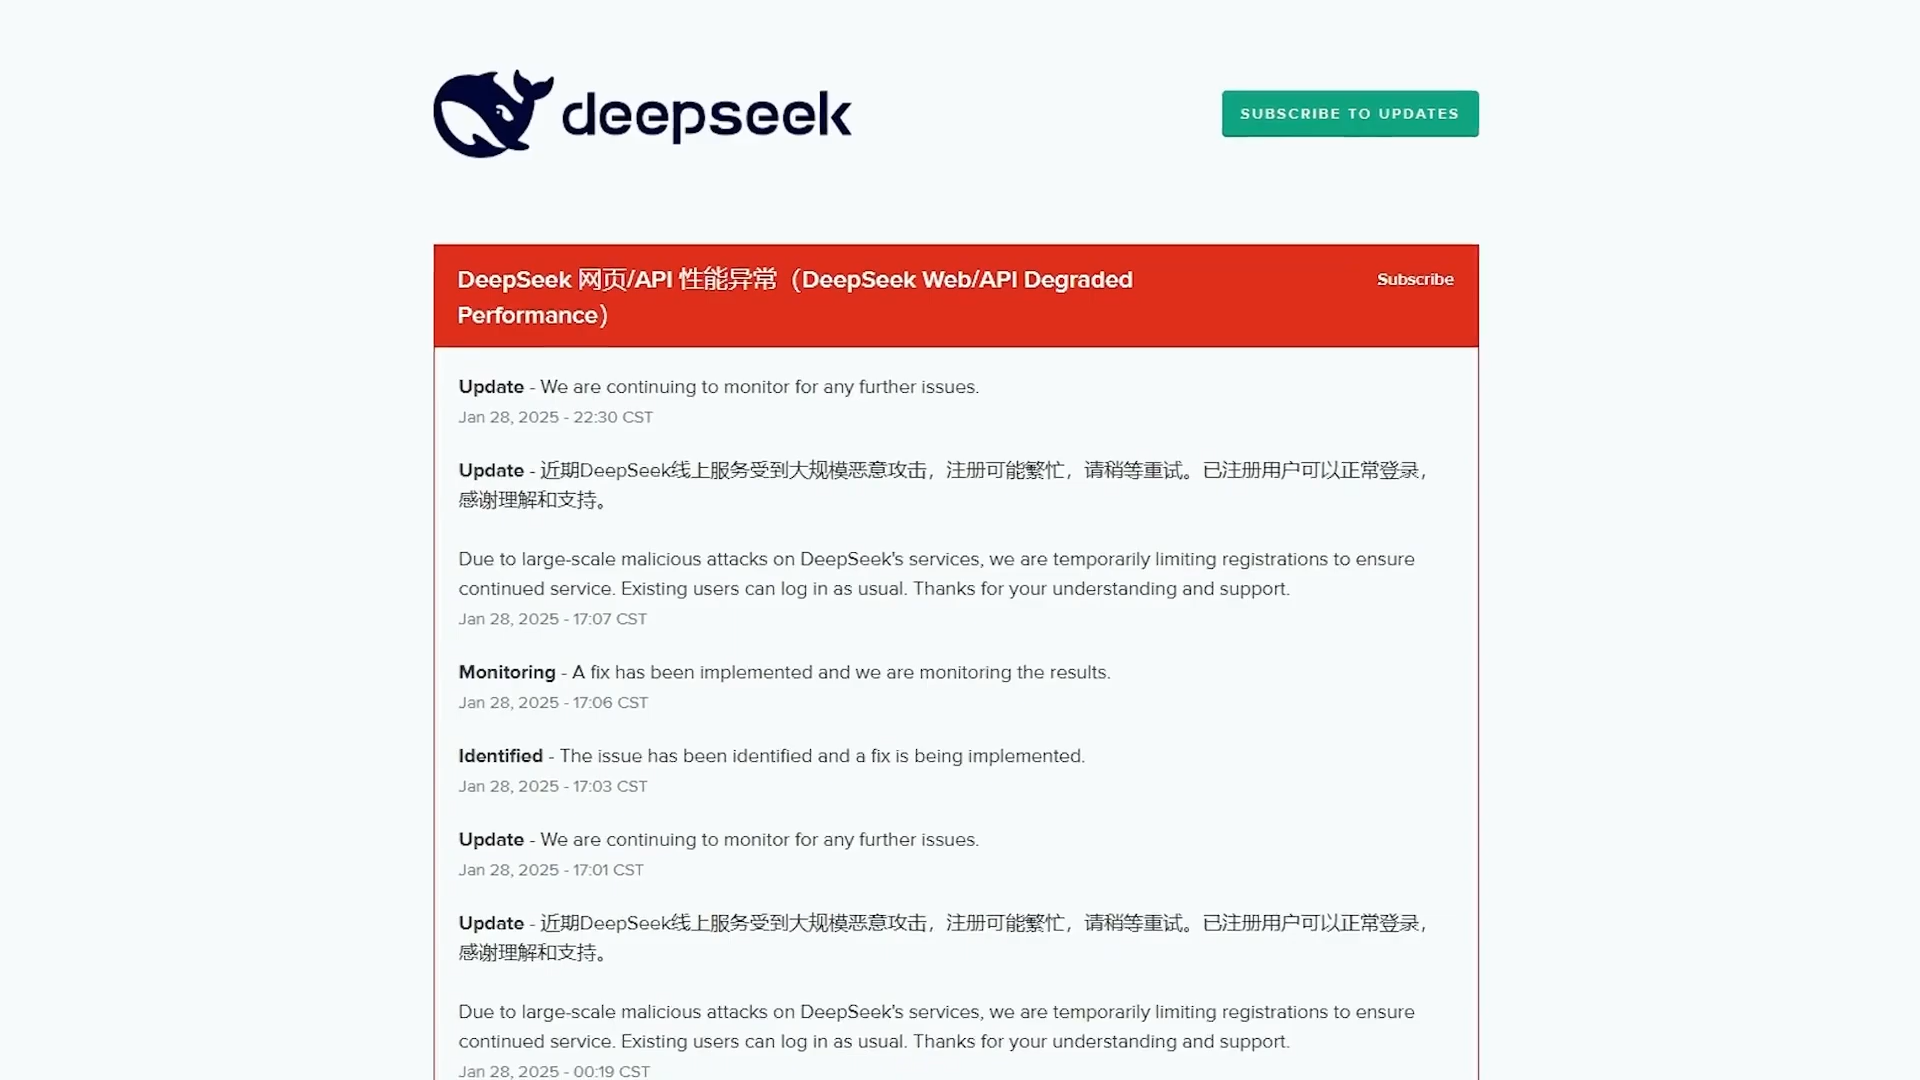 deepseek
SUBSCRIBE TO UPDATES
DeepSeek 网页/API 性能异常（DeepSeek Web/API Degraded
Performance）
Subscribe
Update - We are continuing to monitor for any further issues.
Jan 28, 2025 - 22:30 CST
Update - 近期DeepSeek线上服务受到大规模恶意攻击，注册可能繁忙，请稍等重试。已注册用户可以正常登录，
感谢理解和支持。
Due to large-scale malicious attacks on DeepSeek's services, we are temporarily limiting registrations to ensure
continued service. Existing users can log in as usual. Thanks for your understanding and support.
Jan 28, 2025 - 17:07 CST
Monitoring - A fix has been implemented and we are monitoring the results.
Jan 28, 2025 - 17:06 CST
Identified - The issue has been identified and a fix is being implemented.
Jan 28, 2025 - 17:03 CST
Update - We are continuing to monitor for any further issues.
Jan 28, 2025 - 17:01 CST
Update - 近期DeepSeek线上服务受到大规模恶意攻击，注册可能繁忙，请稍等重试。已注册用户可以正常登录，
感谢理解和支持。
Due to large-scale malicious attacks on DeepSeek's services, we are temporarily limiting registrations to ensure
continued service. Existing users can log in as usual. Thanks for your understanding and support.
Jan 28, 2025 - 00:19 CST